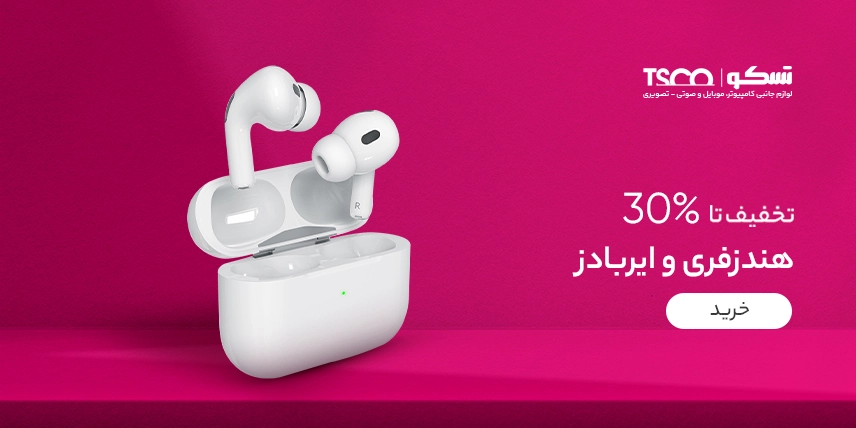 تسکو | TSCO
لوازم جانبی کامپیوتر، موبایل و صوتی - تصویری
تخفیف تا 30%
هندزفری و ایربادز
خرید
R